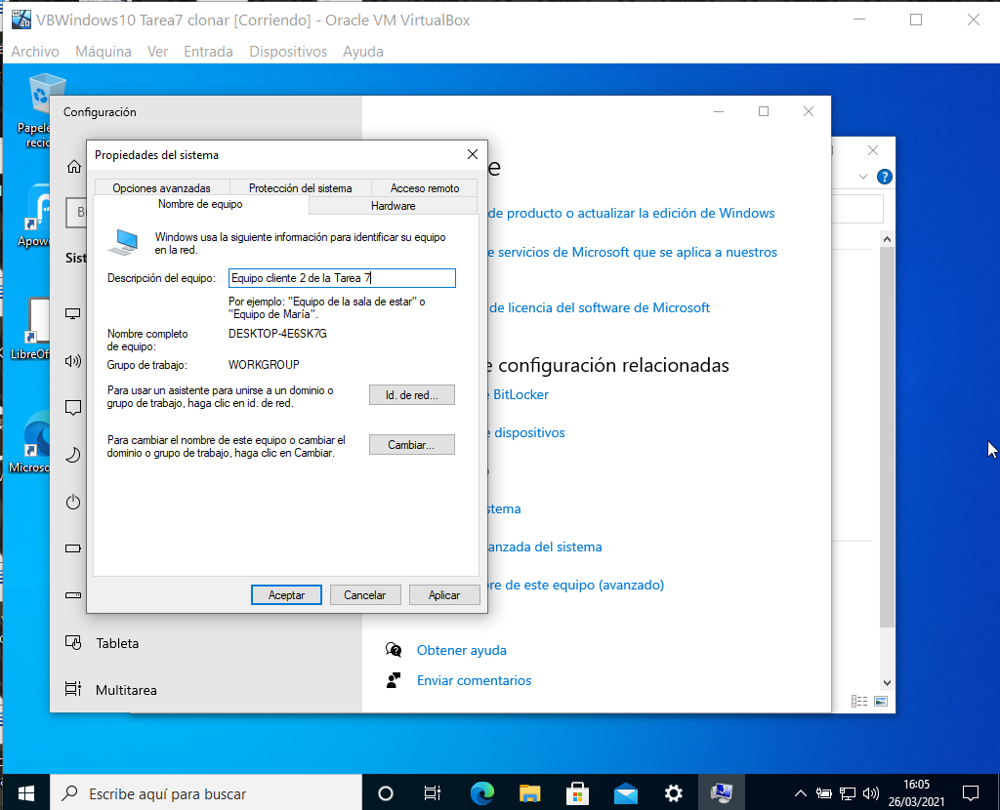 VBWindows10 Tarea7 clonar [Corriendo] - Oracle VM VirtualBox
Archivo Máquina Ver Entrada Dispositivos Ayuda
Configuración
Propiedades del sistema
Opciones avanzadas Protección del sistema Acceso remoto
Nombre de equipo Hardware
Windows usa la siguiente información para identificar su equipo
en la red.
Descripción del equipo: Equipo cliente 2 de la Tarea 7
Por ejemplo: "Equipo de la sala de estar" o
"Equipo de María".
Nombre completo
de equipo: DESKTOP-4E6SK7G
Grupo de trabajo: WORKGROUP
Para usar un asistente para unirse a un dominio o
grupo de trabajo, haga clic en id. de red.
Id. de red...
Para cambiar el nombre de este equipo o cambiar el
dominio o grupo de trabajo, haga clic en Cambiar.
Cambiar...
Aceptar Cancelar Aplicar
de producto o actualizar la edición de Windows
servicios de Microsoft que se aplica a nuestros
de licencia del software de Microsoft
configuración relacionadas
BitLocker
dispositivos
stema
anzada del sistema
de este equipo (avanzado)
Obtener ayuda
Enviar comentarios
Sist
Tableta
Multitarea
Papele
recic
Apowe
LibreOf
Microso
Escribe aquí para buscar
16:05
26/03/2021